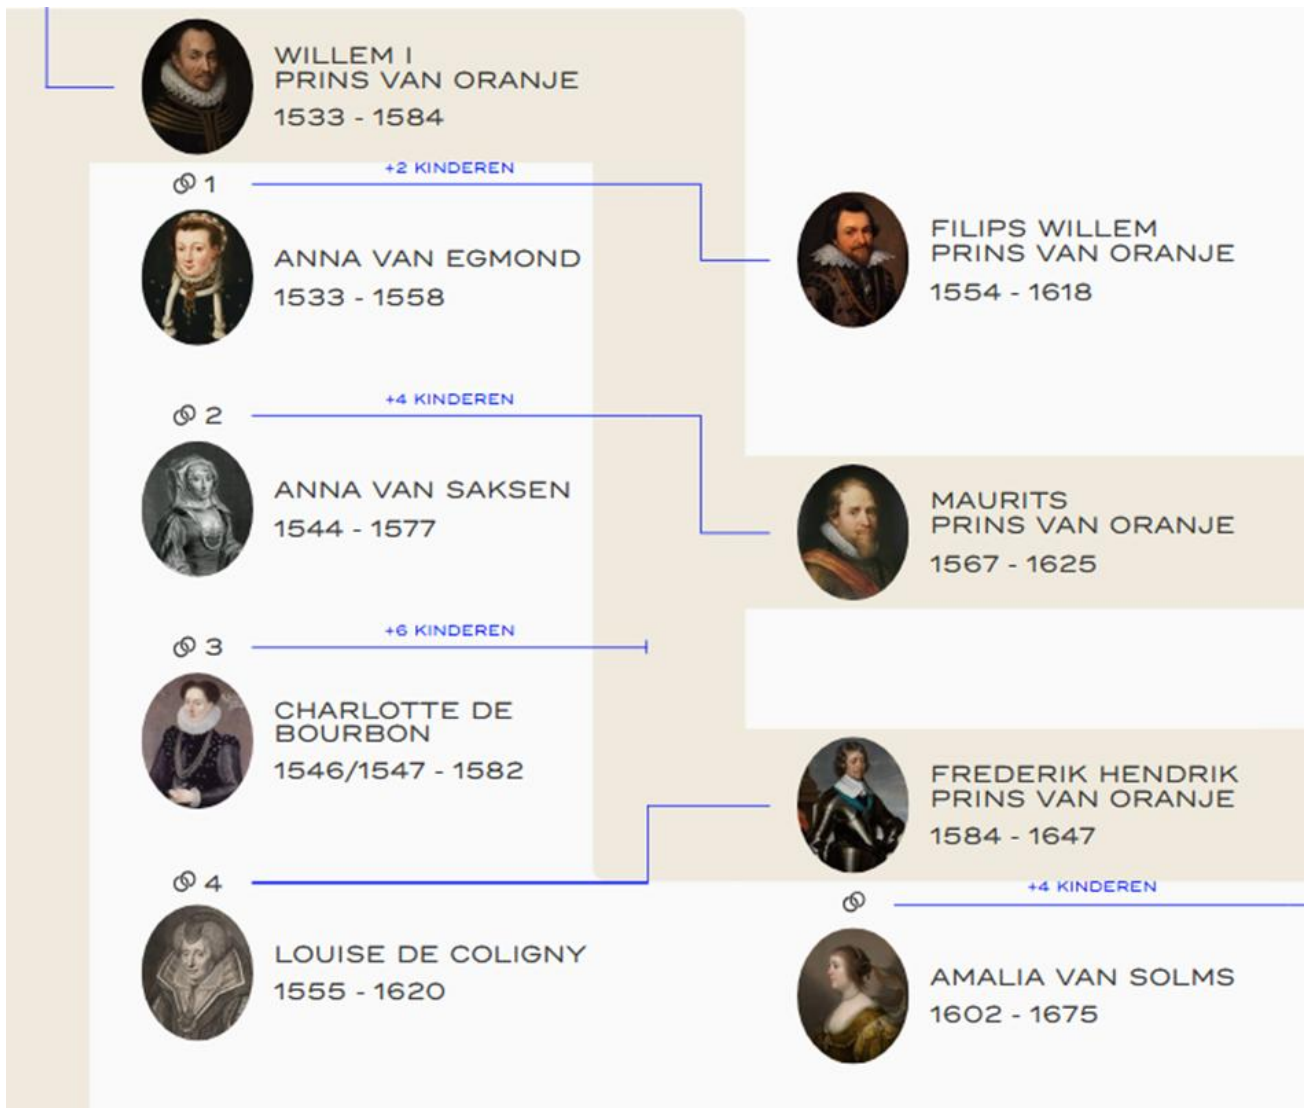 WILLEM I
PRINS VAN ORANJE
1533 - 1584
+2 KINDEREN
1
ANNA VAN EGMOND
1533 - 1558
FILIPS WILLEM
PRINS VAN ORANJE
1554 - 1618
+4 KINDEREN
2
ANNA VAN SAKSEN
1544 - 1577
MAURITS
PRINS VAN ORANJE
1567 - 1625
+6 KINDEREN
3
CHARLOTTE DE
BOURBON
1546/1547 - 1582
FREDERIK HENDRIK
PRINS VAN ORANJE
1584 - 1647
4
LOUISE DE COLIGNY
1555 - 1620
+4 KINDEREN
AMALIA VAN SOLMS
1602 - 1675